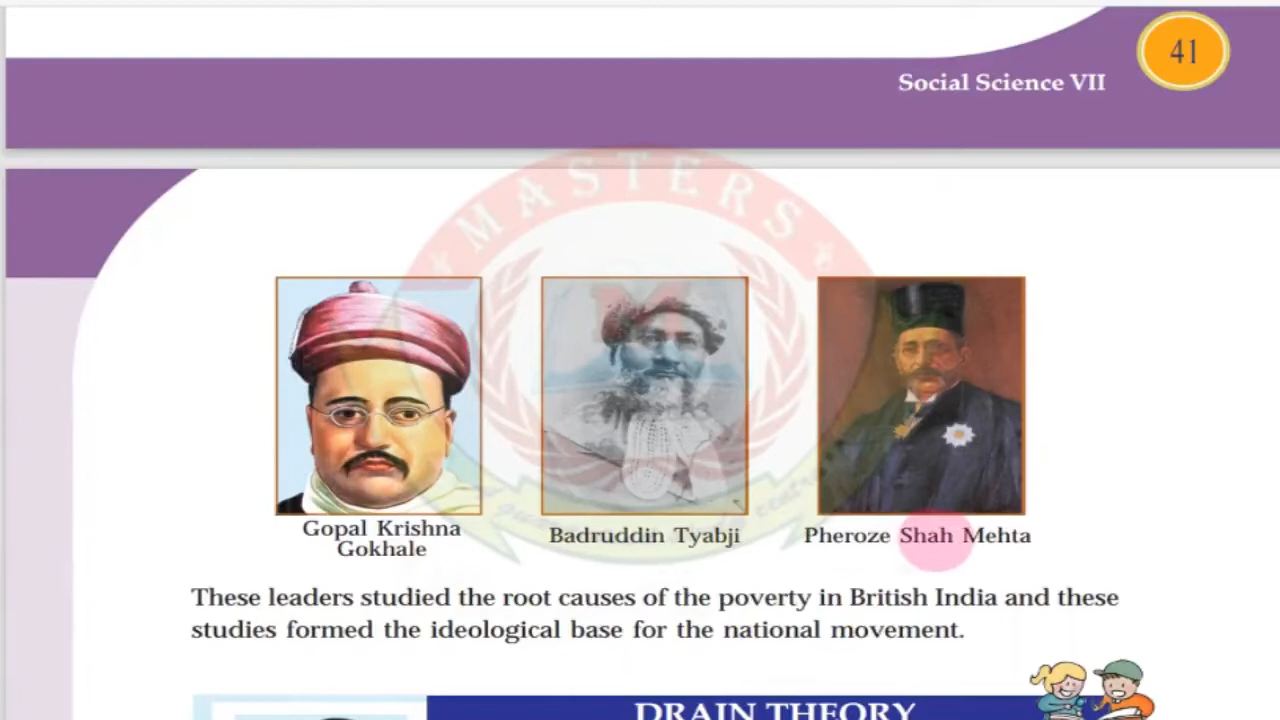 41
Social Science VII
MASTERS
Gopal Krishna
Gokhale
Badruddin Tyabji
Pheroze Shah Mehta
These leaders studied the root causes of the poverty in British India and these
studies formed the ideological base for the national movement.
DRAIN THEORY